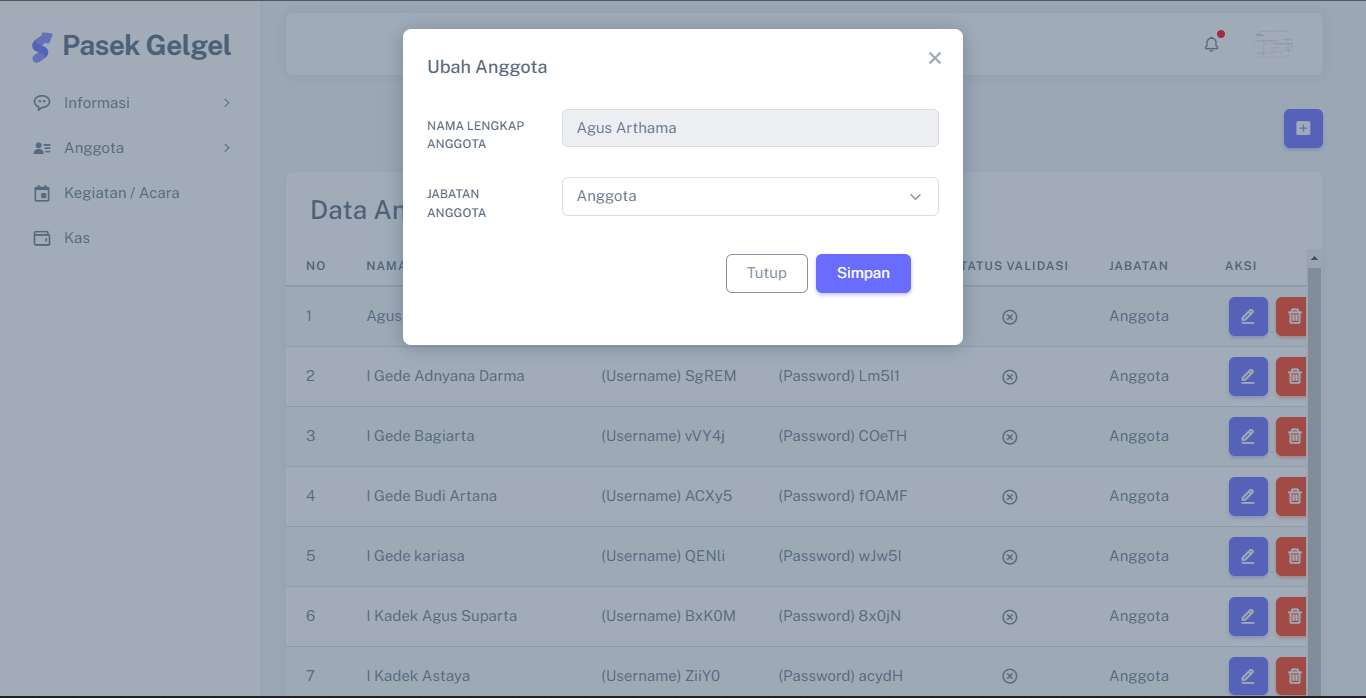 Pasek Gelgel
Informasi
Anggota
Kegiatan / Acara
Kas
Ubah Anggota
NAMA LENGKAP
ANGGOTA
Agus Arthama
JABATAN
ANGGOTA
Anggota
Tutup Simpan
Data An
NO NAMA TATUS VALIDASI JABATAN AKSI
1 Agus Anggota
2 I Gede Adnyana Darma (Username) SgREM (Password) Lm5I1 Anggota
3 I Gede Bagiarta (Username) vVY4j (Password) COeTH Anggota
4 I Gede Budi Artana (Username) ACXy5 (Password) fOAMF Anggota
5 I Gede kariasa (Username) QENli (Password) wJw5I Anggota
6 I Kadek Agus Suparta (Username) BxK0M (Password) 8x0jN Anggota
7 I Kadek Astaya (Username) ZiiY0 (Password) acydH Anggota